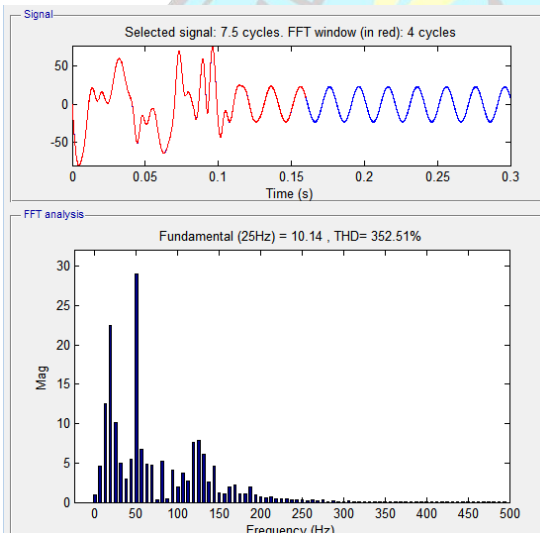 Signal
Selected signal: 7.5 cycles. FFT window (in red): 4 cycles
50
0
-50
0 0.05 0.1 0.15 0.2 0.25 0.3
Time (s)
FFT analysis
Fundamental (25Hz) = 10.14 , THD= 352.51%
30
25
20
15
10
5
0
Mag
0 50 100 150 200 250 300 350 400 450 500
Frequency (Hz)